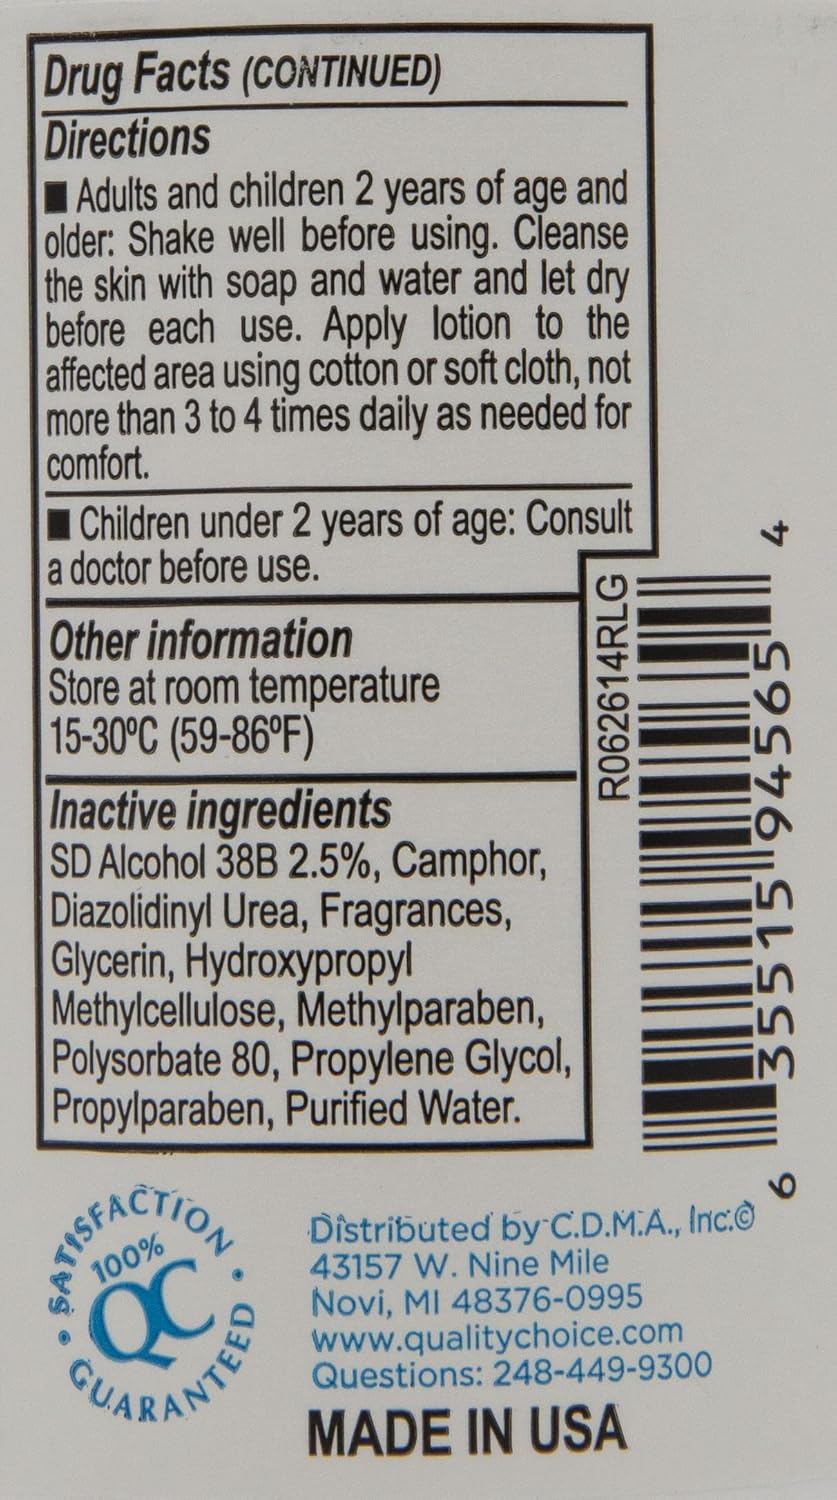 Drug Facts (CONTINUED)
Directions
■ Adults and children 2 years of age and
older: Shake well before using. Cleanse
the skin with soap and water and let dry
before each use. Apply lotion to the
affected area using cotton or soft cloth, not
more than 3 to 4 times daily as needed for
comfort.
■ Children under 2 years of age: Consult
a doctor before use.
Other information
Store at room temperature
15-30ºC (59-86ºF)
Inactive ingredients
SD Alcohol 38B 2.5%, Camphor,
Diazolidinyl Urea, Fragrances,
Glycerin, Hydroxypropyl
Methylcellulose, Methylparaben,
Polysorbate 80, Propylene Glycol,
Propylparaben, Purified Water.
R062614RLG
6 35515 94565 4
• SATISFACTION •
100%
QC
GUARANTEED
Distributed by C.D.M.A., Inc.©
43157 W. Nine Mile
Novi, MI 48376-0995
www.qualitychoice.com
Questions: 248-449-9300
MADE IN USA